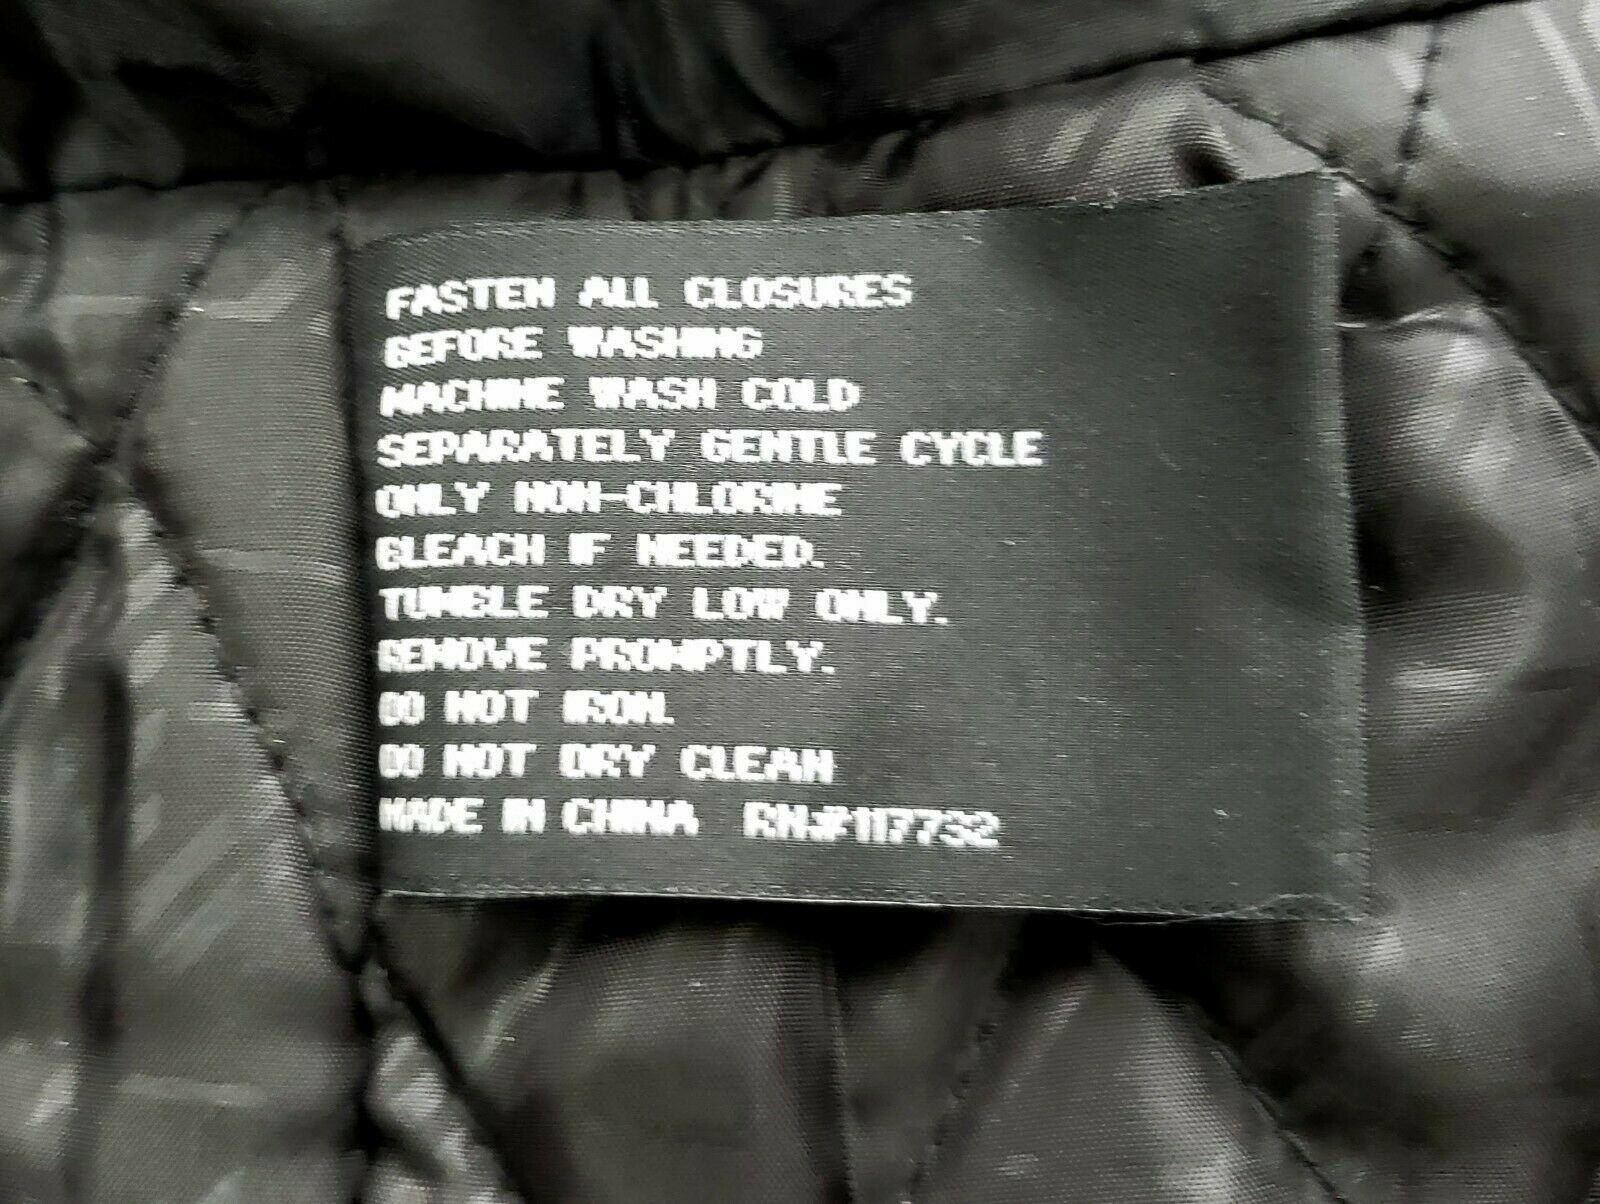 FASTEN ALL CLOSURES
BEFORE WASHING
MACHINE WASH COLD
SEPARATELY GENTLE CYCLE
ONLY NON-CHLORINE
BLEACH IF NEEDED.
TUMBLE DRY LOW ONLY.
REMOVE PROMPTLY.
DO NOT IRON.
DO NOT DRY CLEAN
MADE IN CHINA RN#117732